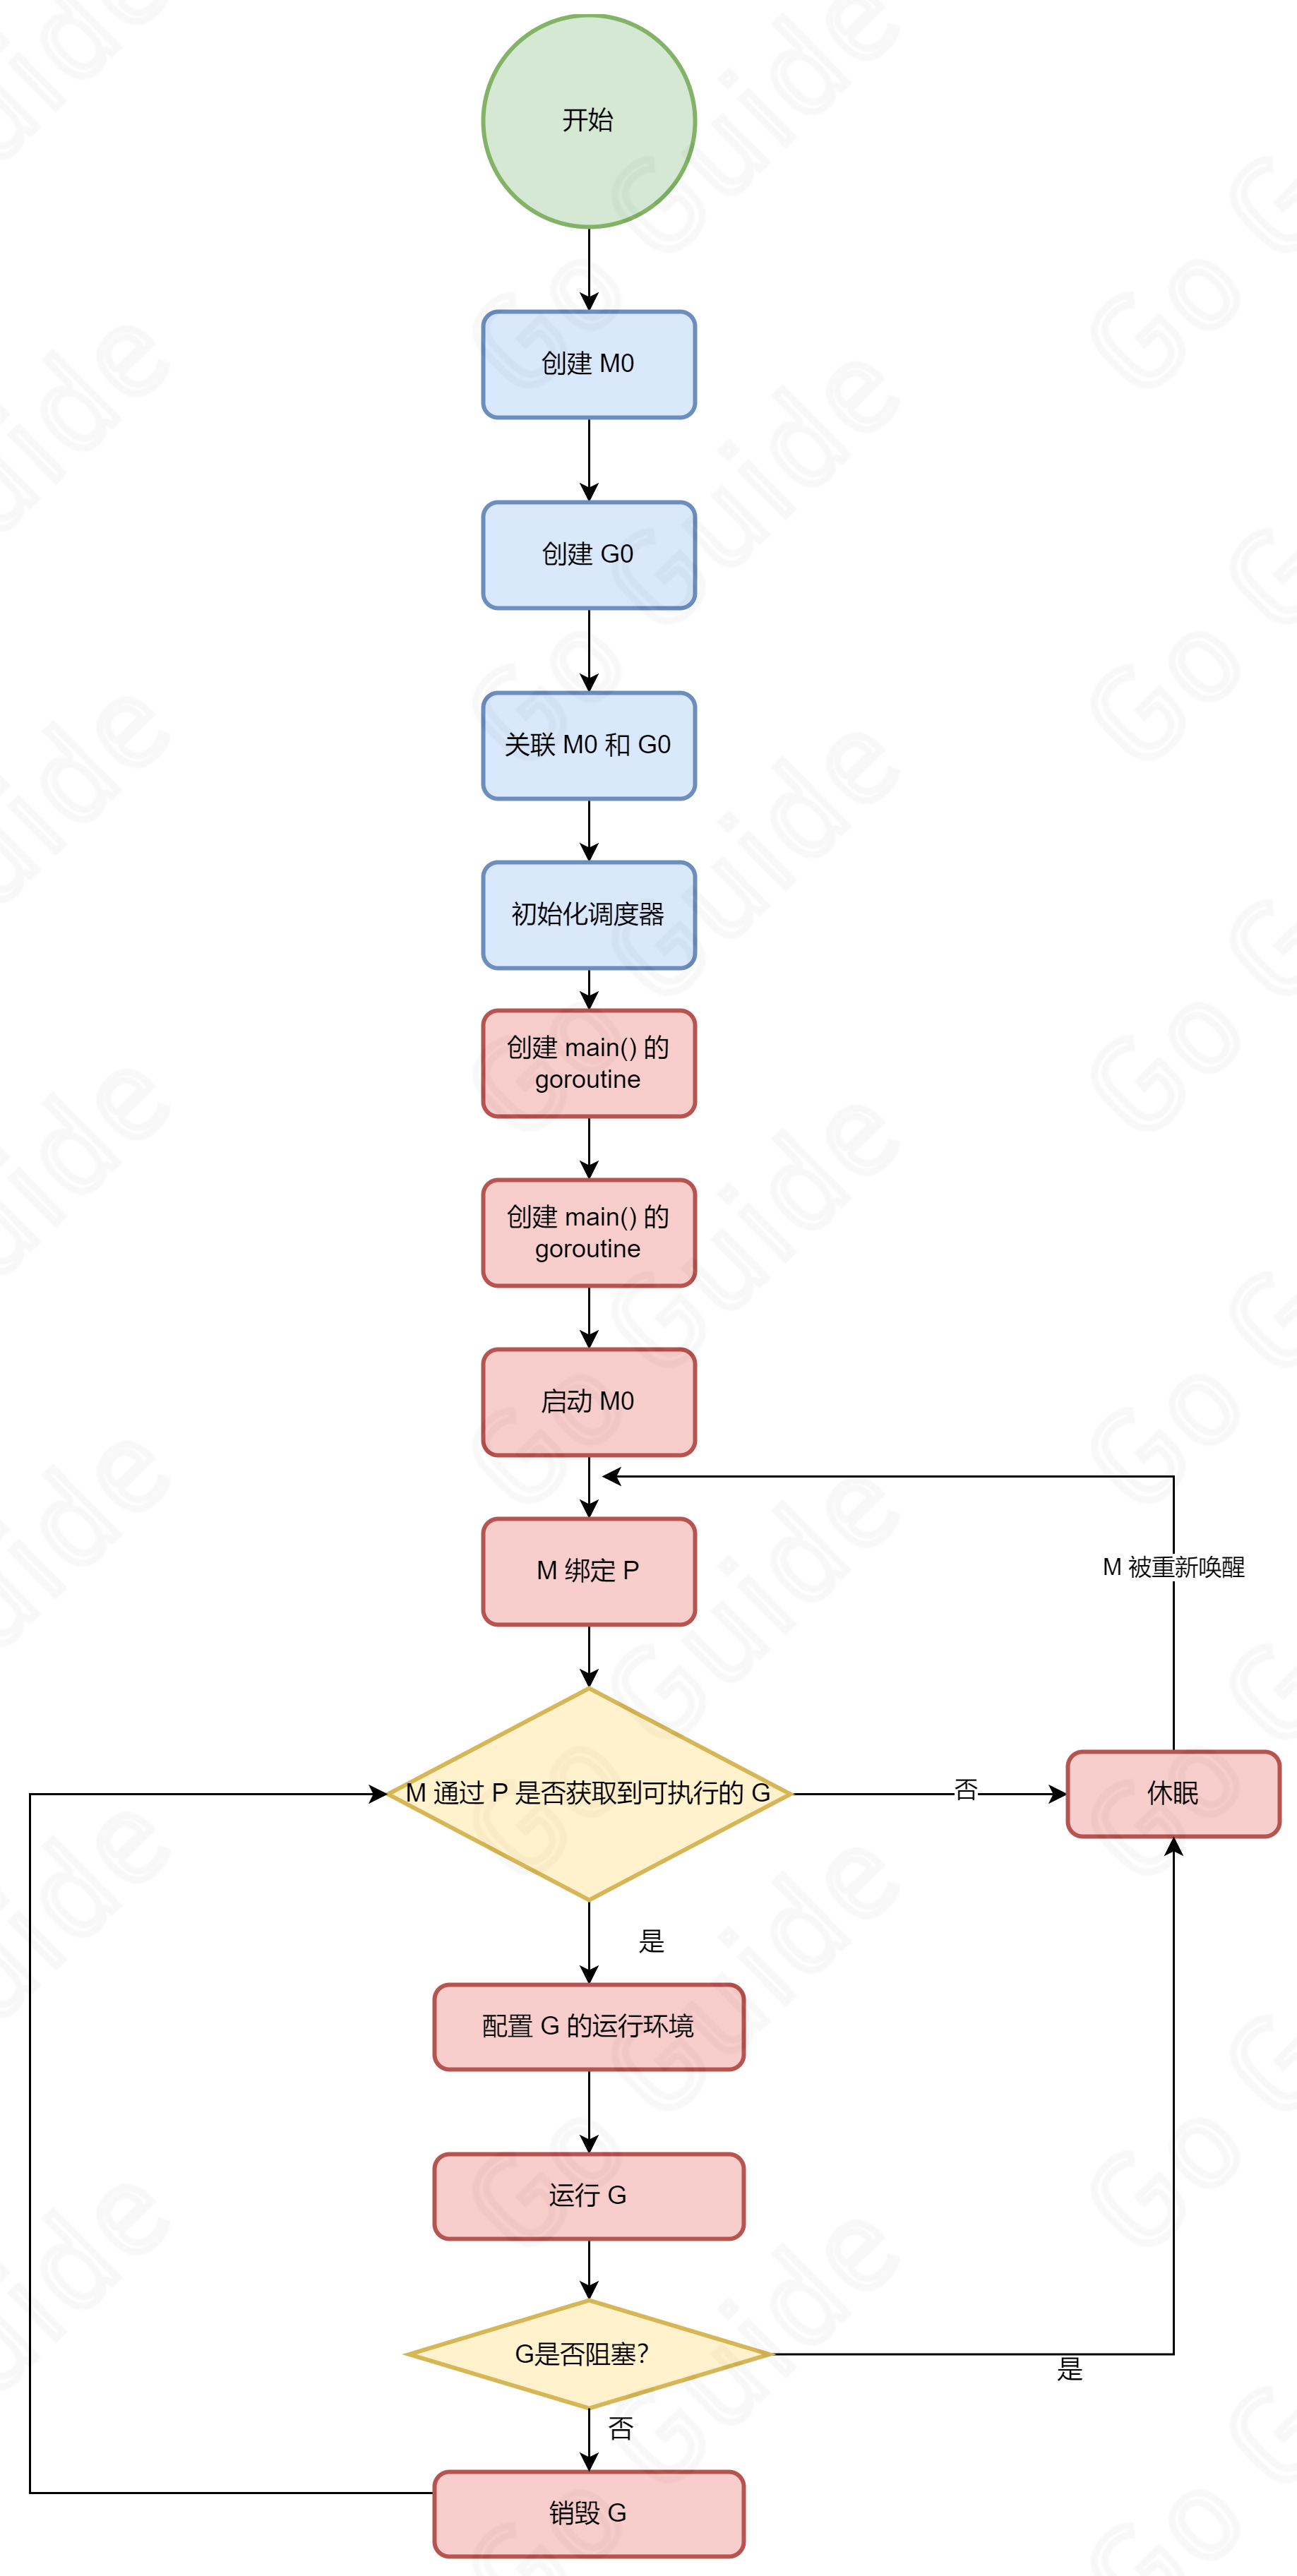 开始
创建 M0
创建 G0
关联 M0 和 G0
初始化调度器
创建 main() 的
goroutine
创建 main() 的
goroutine
启动 M0
M 绑定 P
M 被重新唤醒
M 通过 P 是否获取到可执行的 G
否
休眠
是
配置 G 的运行环境
运行 G
G是否阻塞？
是
否
销毁 G
Go Guide